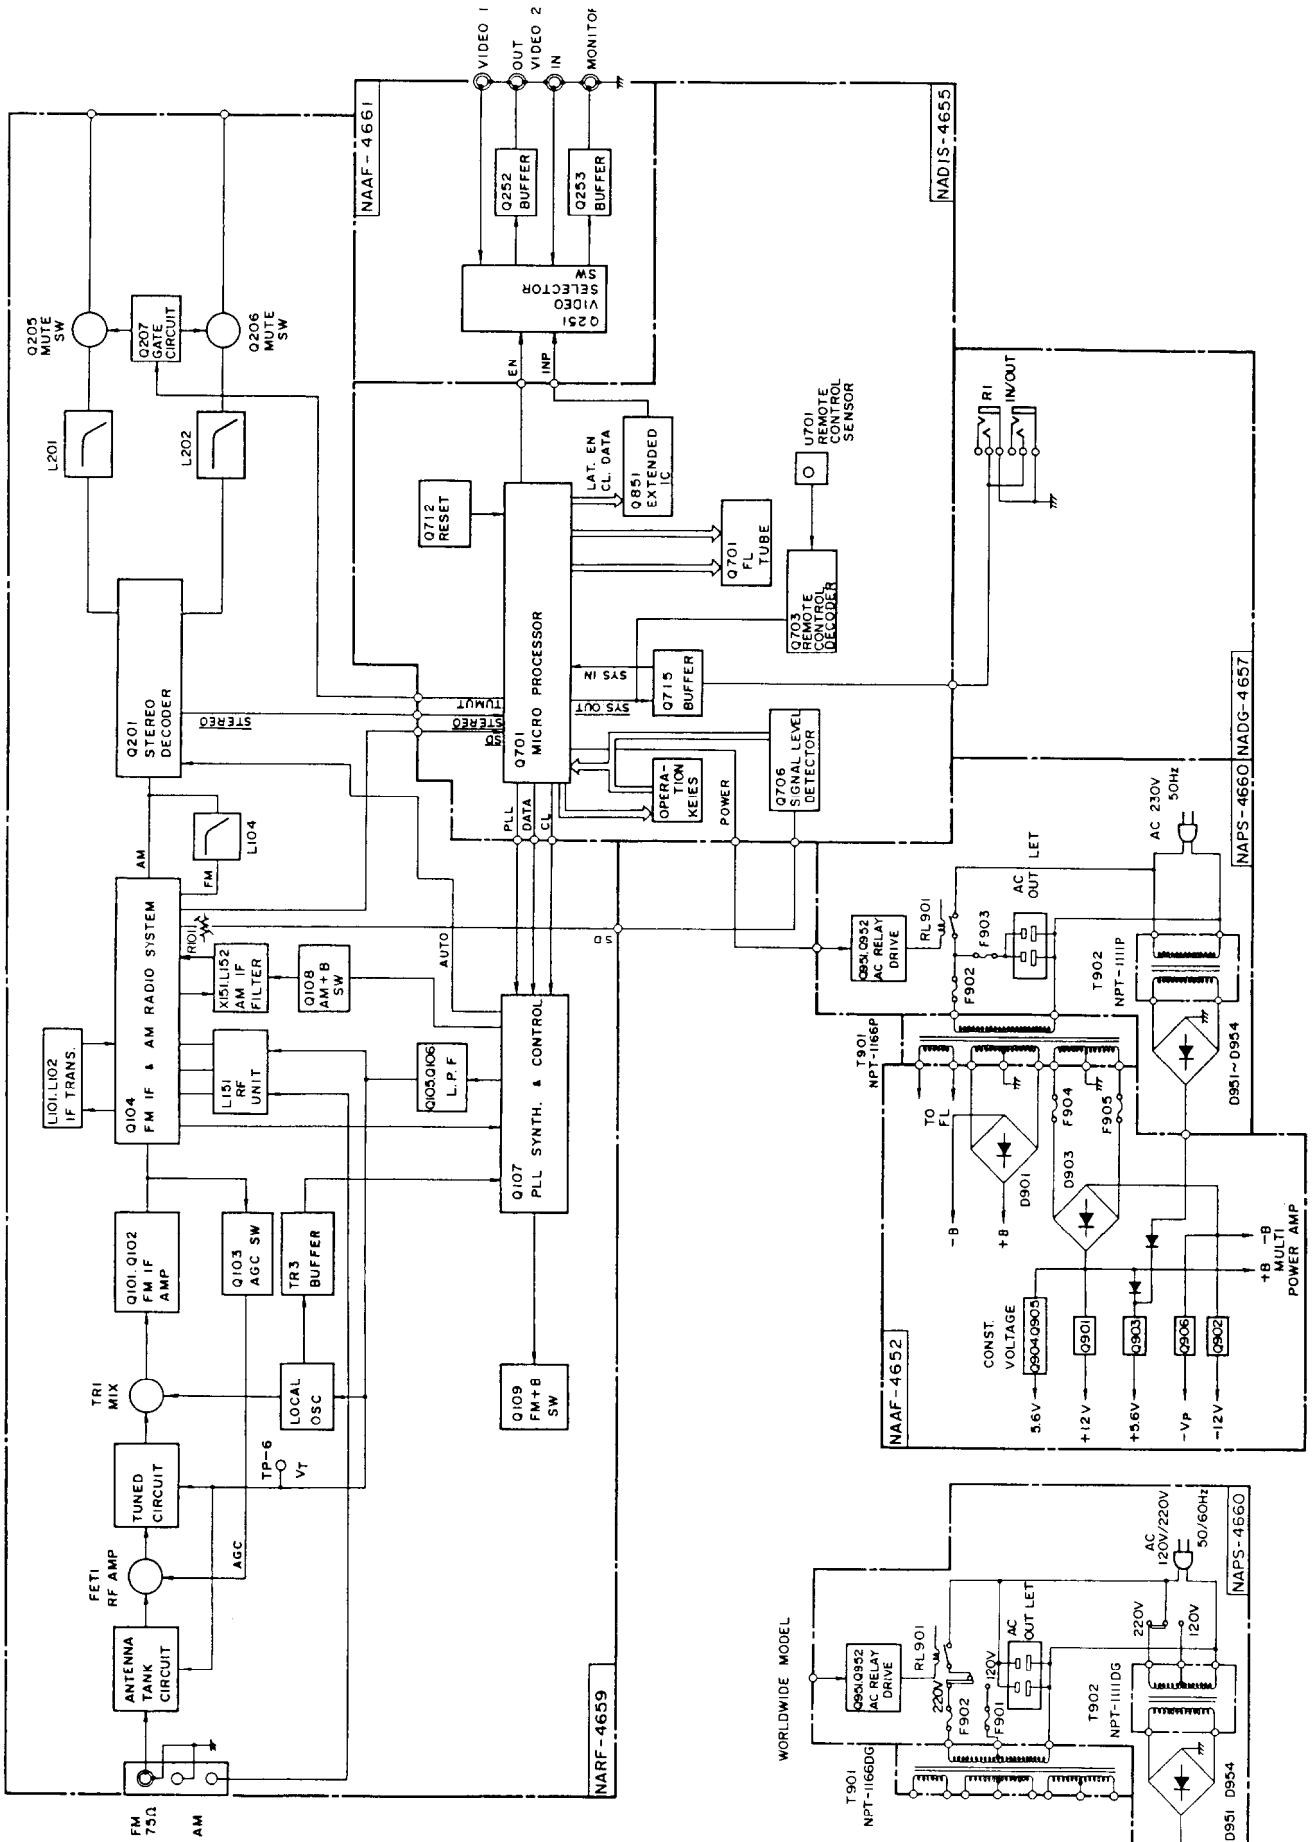 FM
75Ω
AM
ANTENNA
TANK
CIRCUIT
FET1
RF AMP
AGC
TUNED
CIRCUIT
TP-6
VT
TR1
MIX
LOCAL
OSC
Q101.Q102
FM IF
AMP
Q103
AGC SW
TR3
BUFFER
L101.L102
IF TRANS.
Q104
FM IF & AM RADIO SYSTEM
L151
RF
UNIT
X151.L152
AM IF
FILTER
R101
Q108
AM+B
SW
Q105.Q106
L.P.F
Q107
PLL SYNTH. & CONTROL
Q109
FM+B
SW
AUTO
SD
AM
FM
L104
Q201
STEREO
DECODER
STEREO
L201
L202
Q205
MUTE
SW
Q207
GATE
CIRCUIT
Q206
MUTE
SW
NARF-4659
NAAF-4661
VIDEO 1
OUT
VIDEO 2
IN
MONITOR
Q252
BUFFER
Q253
BUFFER
Q251
VIDEO
SELECTOR
SW
EN
INP
Q712
RESET
LAT. EN
CL. DATA
Q851
EXTENDED
IC
TUMUT
STEREO
SD
Q701
MICRO PROCESSOR
PLL
DATA
CL
SYS IN
SYS OUT
Q715
BUFFER
Q701
FL
TUBE
Q703
REMOTE
CONTROL
DECODER
U701
REMOTE
CONTROL
SENSOR
OPERA-
TION
KEIES
Q706
SIGNAL LEVEL
DETECTOR
POWER
NADIS-4655
RI
IN/OUT
NADG-4657
NAPS-4660
Q951.Q952
AC RELAY
DRIVE
RL901
F902
F903
AC
OUT LET
AC 230V
50Hz
T902
NPT-1111P
D951~D954
T901
NPT-1166P
TO
FL
F904
F905
D901
D903
-B
+B
CONST.
VOLTAGE
Q904.Q905
Q901
Q903
Q906
Q902
5.6V
+12V
+5.6V
-VP
-12V
+B
-B
MULTI
POWER AMP
NAAF-4652
WORLDWIDE MODEL
Q951.Q952
AC RELAY
DRIVE
RL901
220V
120V
F902
F901
AC
OUT LET
T901
NPT-1166DG
AC
120V/220V
50/60Hz
220V
120V
T902
NPT-1111DG
D951 D954
NAPS-4660